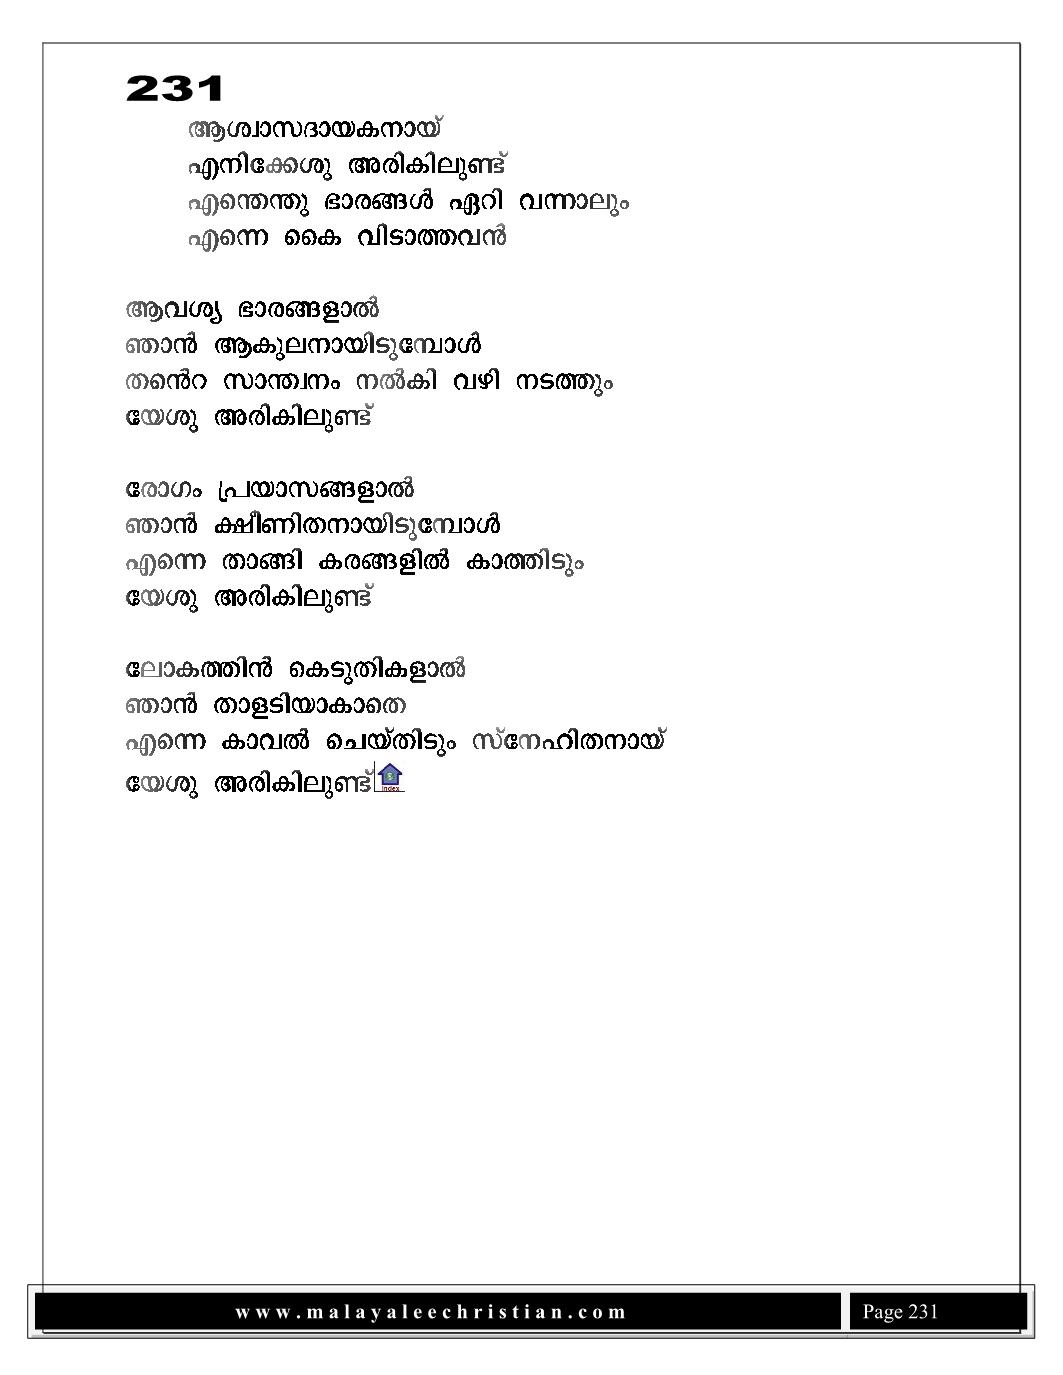 231
ആശ്വാസദായകനായ്
എനിക്കേശു അരികിലുണ്ട്
എന്തെന്തു ഭാരങ്ങൾ ഏറി വന്നാലും
എന്നെ കൈ വിടാത്തവൻ
ആവശ്യ ഭാരങ്ങളാൽ
ഞാൻ ആകുലനായിടുമ്പോൾ
തൻെറ സാന്ത്വനം നൽകി വഴി നടത്തും
യേശു അരികിലുണ്ട്
രോഗം പ്രയാസങ്ങളാൽ
ഞാൻ ക്ഷീണിതനായിടുമ്പോൾ
എന്നെ താങ്ങി കരങ്ങളിൽ കാത്തിടും
യേശു അരികിലുണ്ട്
ലോകത്തിൻ കെടുതികളാൽ
ഞാൻ താളടിയാകാതെ
എന്നെ കാവൽ ചെയ്തിടും സ്നേഹിതനായ്
യേശു അരികിലുണ്ട് Index
www.malayaleechristian.com Page 231